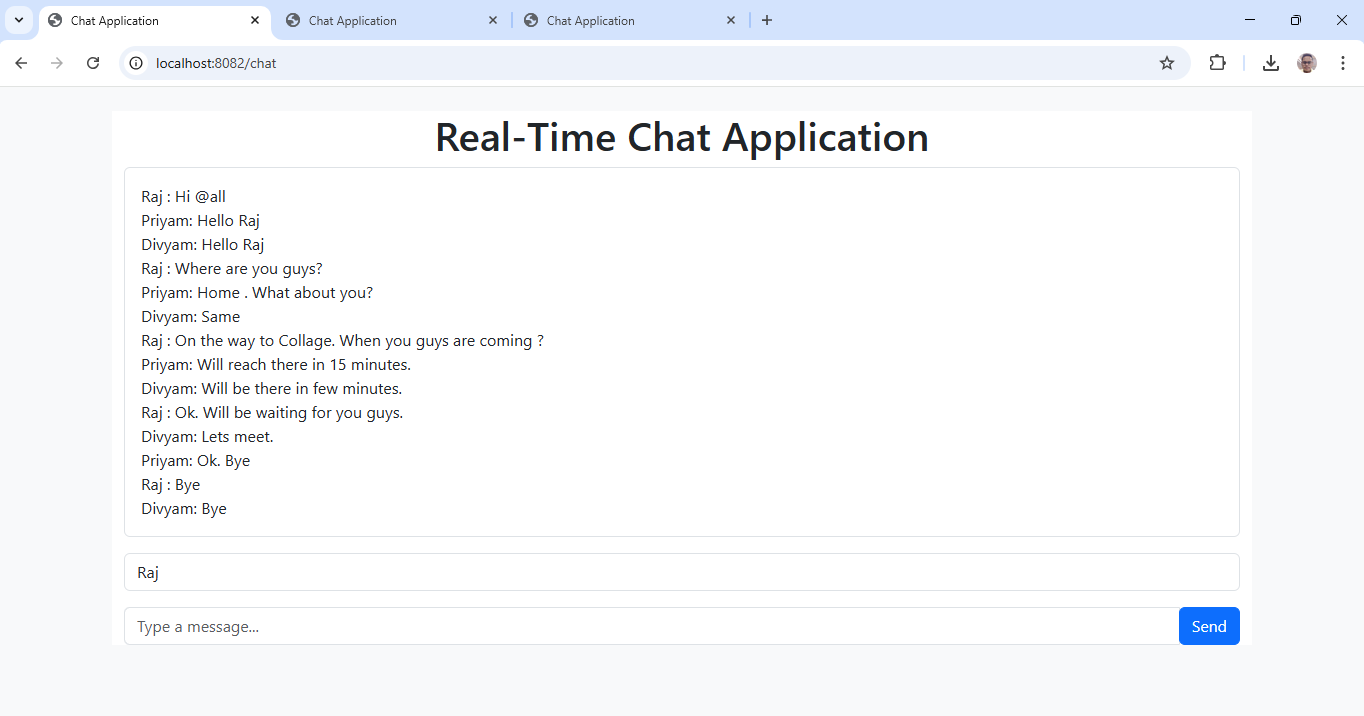 Chat Application
Chat Application
Chat Application
localhost:8082/chat
Real-Time Chat Application
Raj : Hi @all
Priyam: Hello Raj
Divyam: Hello Raj
Raj : Where are you guys?
Priyam: Home . What about you?
Divyam: Same
Raj : On the way to Collage. When you guys are coming ?
Priyam: Will reach there in 15 minutes.
Divyam: Will be there in few minutes.
Raj : Ok. Will be waiting for you guys.
Divyam: Lets meet.
Priyam: Ok. Bye
Raj : Bye
Divyam: Bye
Raj
Type a message...
Send